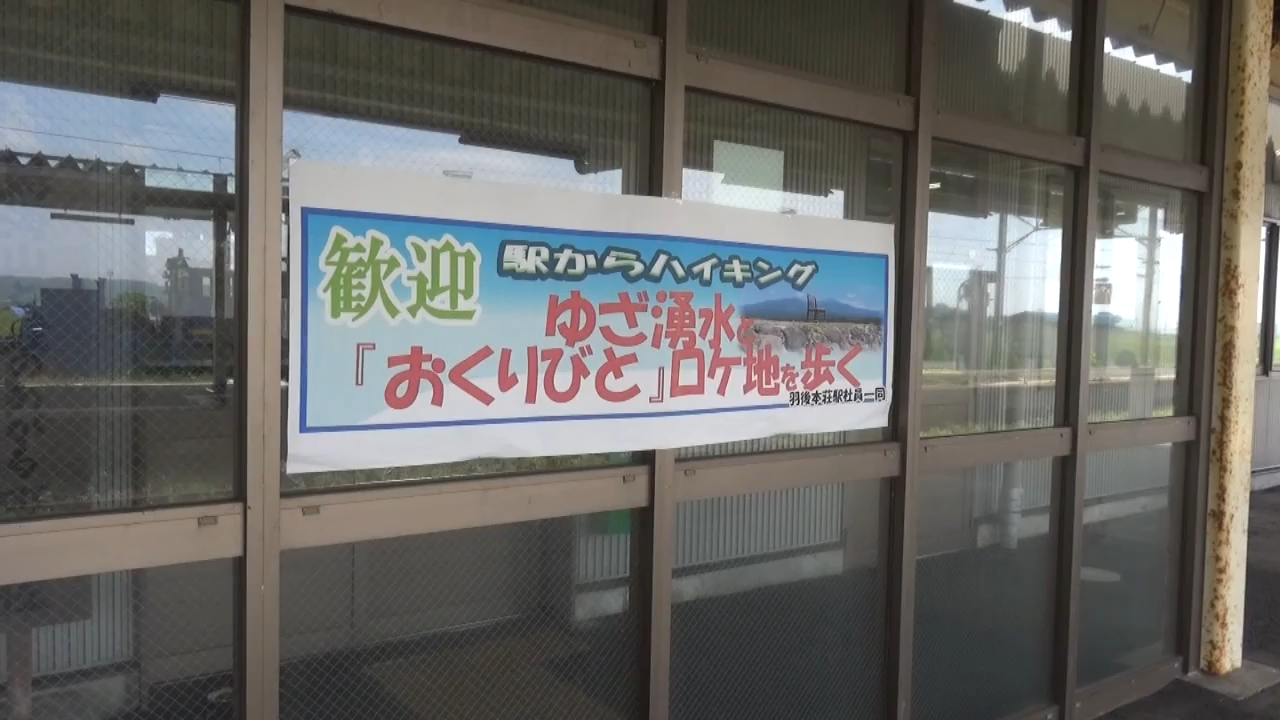 歓迎
駅からハイキング
ゆざ湧水と
『おくりびと』ロケ地を歩く
羽後本荘駅社員一同